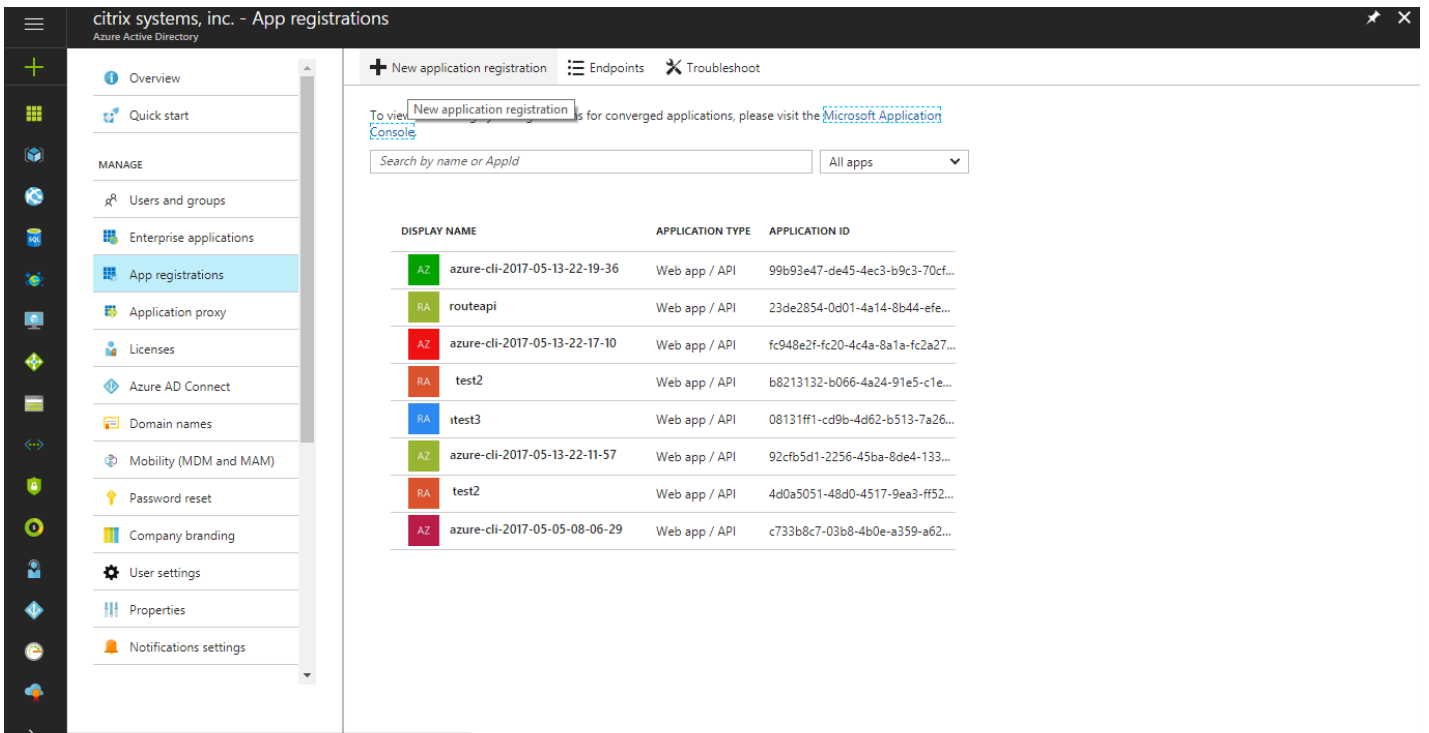 citrix systems, inc. - App registrations
Azure Active Directory
Overview
Quick start
MANAGE
Users and groups
Enterprise applications
App registrations
Application proxy
Licenses
Azure AD Connect
Domain names
Mobility (MDM and MAM)
Password reset
Company branding
User settings
Properties
Notifications settings
SQL
New application registration Endpoints Troubleshoot
New application registration
To view s for converged applications, please visit the Microsoft Application
Console.
Search by name or AppId All apps
DISPLAY NAME APPLICATION TYPE APPLICATION ID
AZ azure-cli-2017-05-13-22-19-36 Web app / API 99b93e47-de45-4ec3-b9c3-70cf...
RA routeapi Web app / API 23de2854-0d01-4a14-8b44-efe...
AZ azure-cli-2017-05-13-22-17-10 Web app / API fc948e2f-fc20-4c4a-8a1a-fc2a27...
RA test2 Web app / API b8213132-b066-4a24-91e5-c1e...
RA test3 Web app / API 08131ff1-cd9b-4d62-b513-7a26...
AZ azure-cli-2017-05-13-22-11-57 Web app / API 92cfb5d1-2256-45ba-8de4-133...
RA test2 Web app / API 4d0a5051-48d0-4517-9ea3-ff52...
AZ azure-cli-2017-05-05-08-06-29 Web app / API c733b8c7-03b8-4b0e-a359-a62...